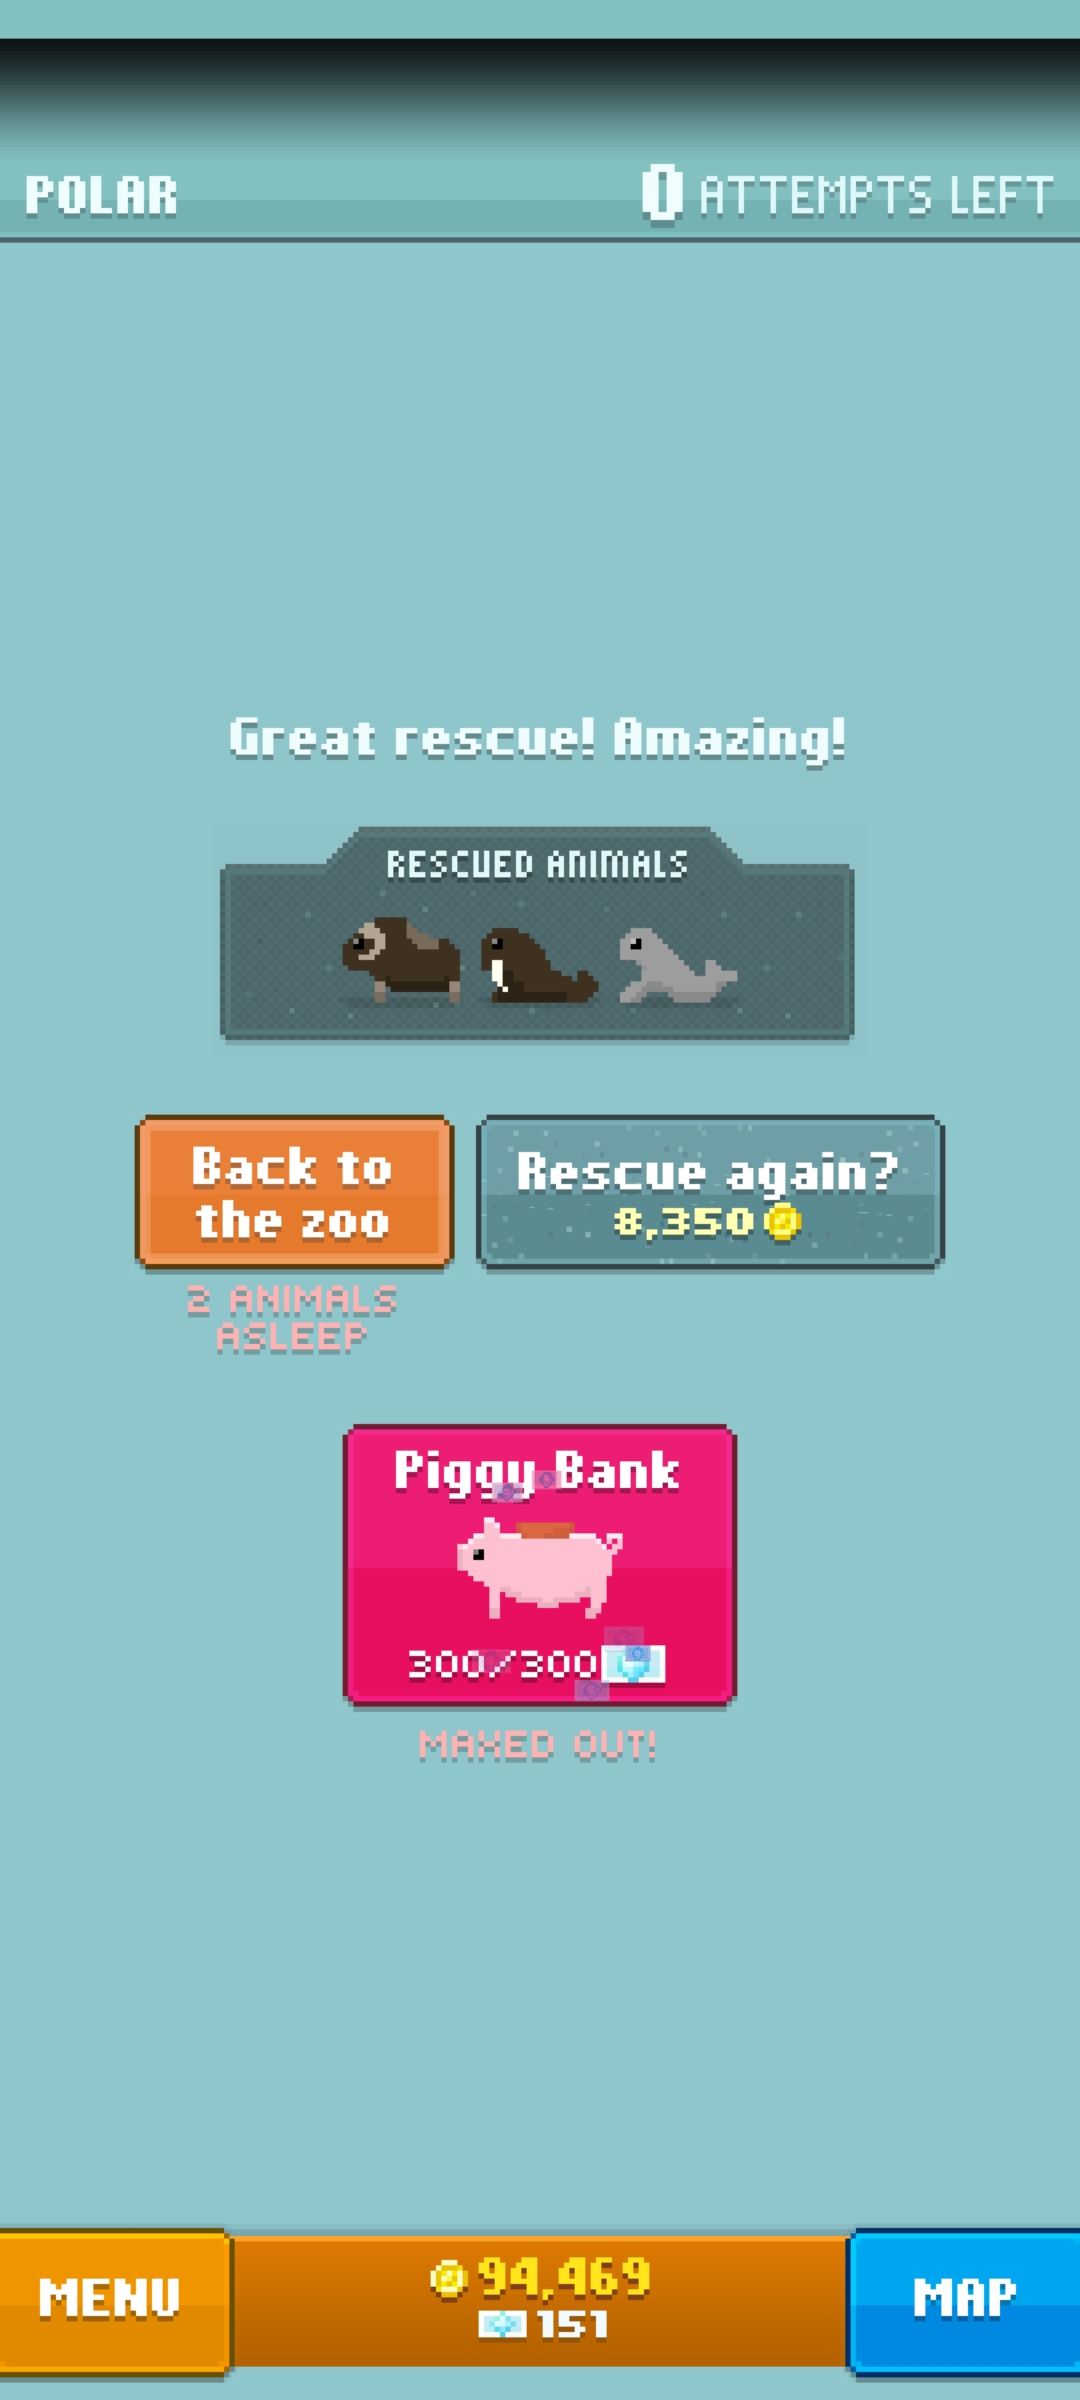 POLAR
0 ATTEMPTS LEFT
Great rescue! Amazing!
RESCUED ANIMALS
Back to
the zoo
Rescue again?
8,350
2 ANIMALS
ASLEEP
Piggy Bank
300/300
MAXED OUT!
MENU
94,469
151
MAP